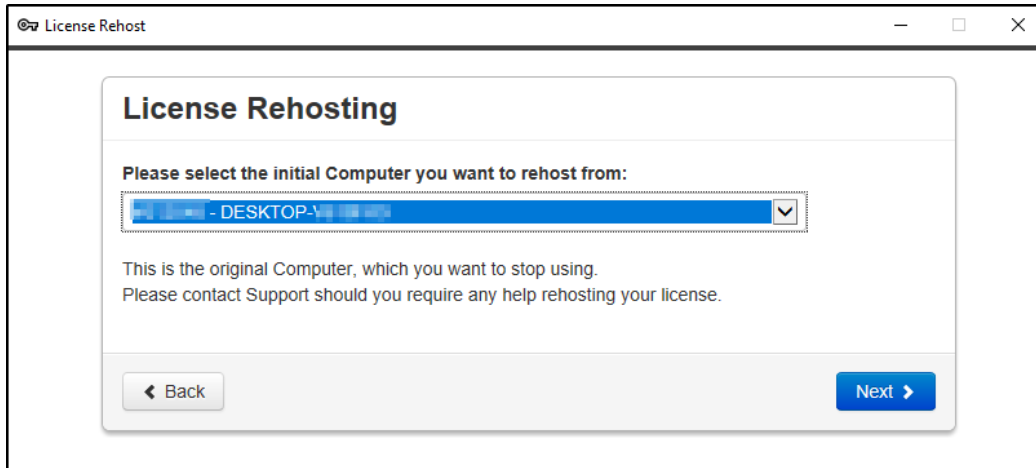 License Rehost
License Rehosting
Please select the initial Computer you want to rehost from:
- DESKTOP-
This is the original Computer, which you want to stop using.
Please contact Support should you require any help rehosting your license.
Back
Next